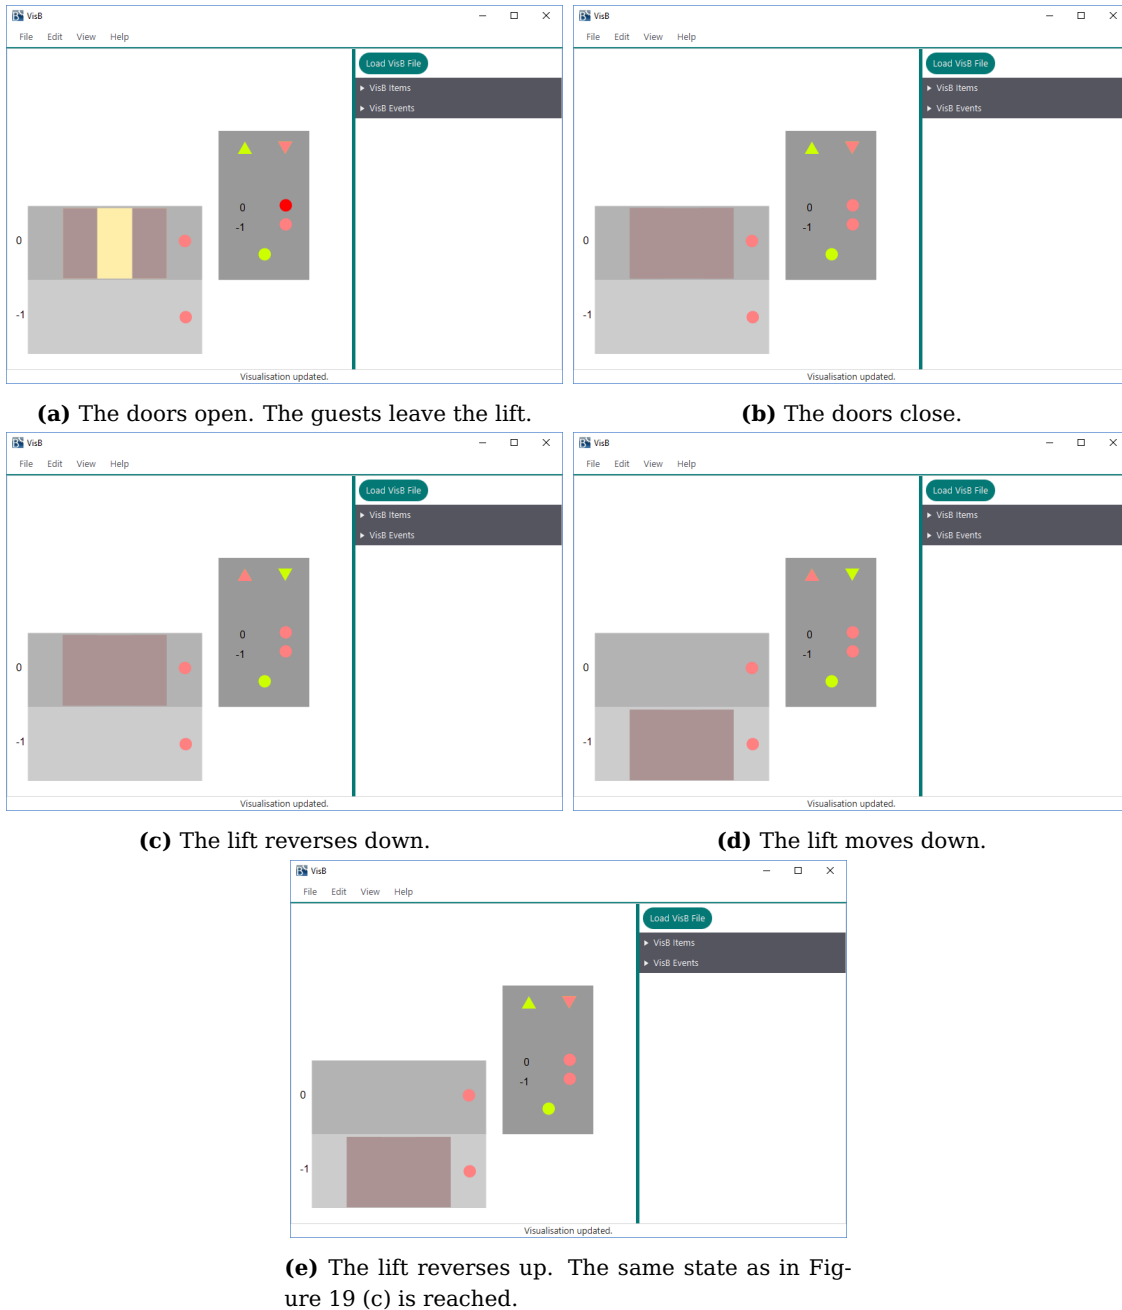 VisB
File Edit View Help
Load VisB File
VisB Items
VisB Events
0
-1
0
-1
Visualisation updated.
(a) The doors open. The guests leave the lift.
VisB
File Edit View Help
Load VisB File
VisB Items
VisB Events
0
-1
0
-1
Visualisation updated.
(b) The doors close.
VisB
File Edit View Help
Load VisB File
VisB Items
VisB Events
0
-1
0
-1
Visualisation updated.
(c) The lift reverses down.
VisB
File Edit View Help
Load VisB File
VisB Items
VisB Events
0
-1
0
-1
Visualisation updated.
(d) The lift moves down.
VisB
File Edit View Help
Load VisB File
VisB Items
VisB Events
0
-1
0
-1
Visualisation updated.
(e) The lift reverses up. The same state as in Fig-
ure 19 (c) is reached.